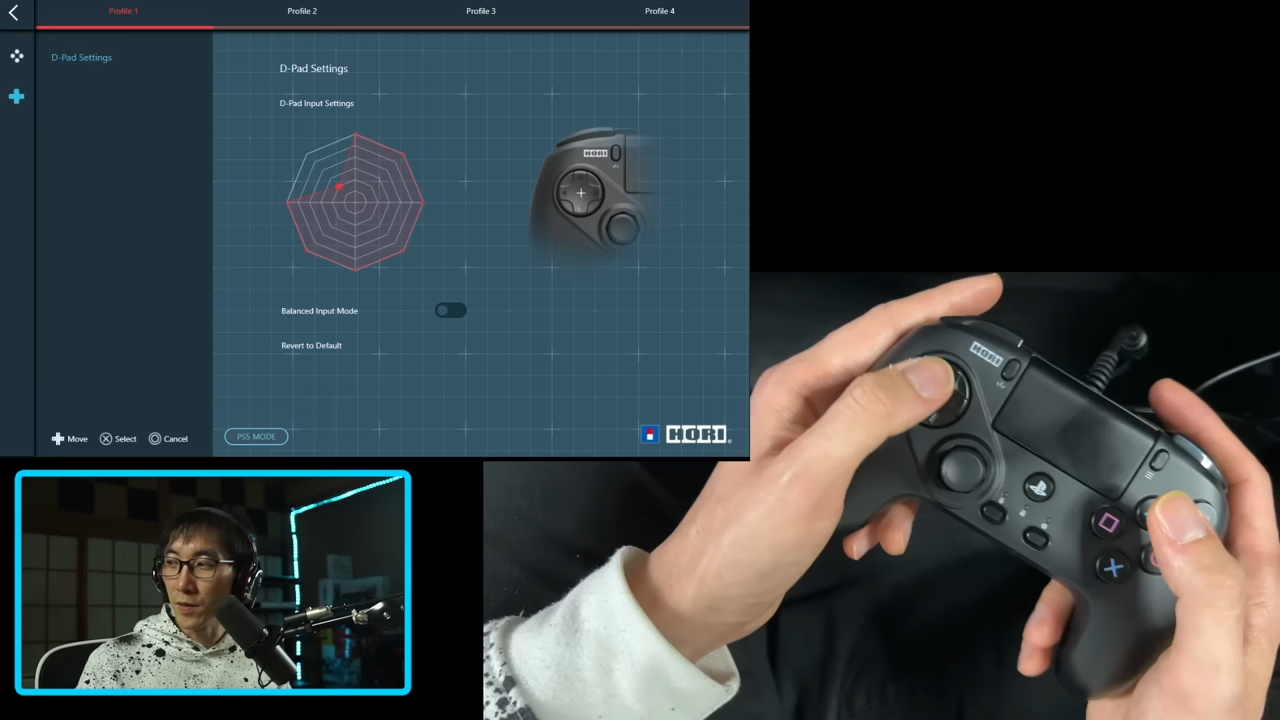 Profile 1
Profile 2
Profile 3
Profile 4
D-Pad Settings
D-Pad Settings
D-Pad Input Settings
HORI
Balanced Input Mode
Revert to Default
Move
Select
Cancel
PS5 MODE
HORI
HORI